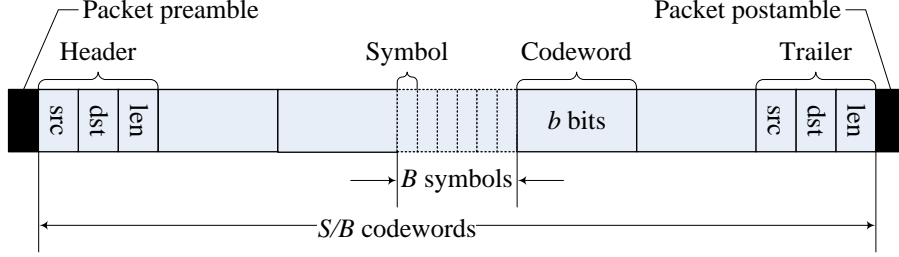 Packet preamble
Packet postamble
Header
Symbol
Codeword
Trailer
src dst len b bits src dst len
B symbols
S/B codewords